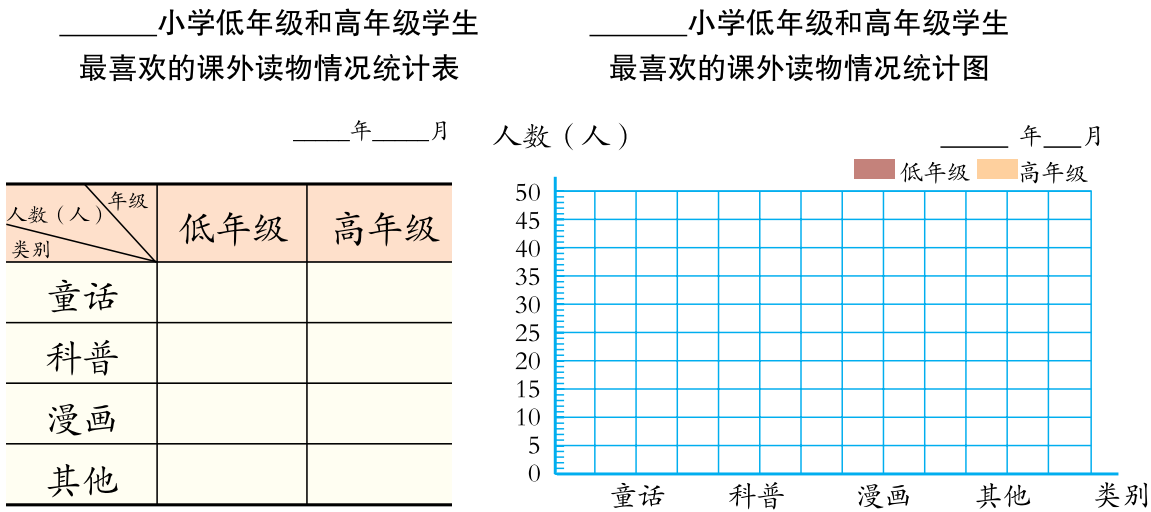 ______小学低年级和高年级学生
最喜欢的课外读物情况统计表
____年____月
年级
人数（人）
类别
低年级 高年级
童话
科普
漫画
其他
______小学低年级和高年级学生
最喜欢的课外读物情况统计图
人数（人）
____年___月
低年级 高年级
50
45
40
35
30
25
20
15
10
5
0
童话 科普 漫画 其他 类别